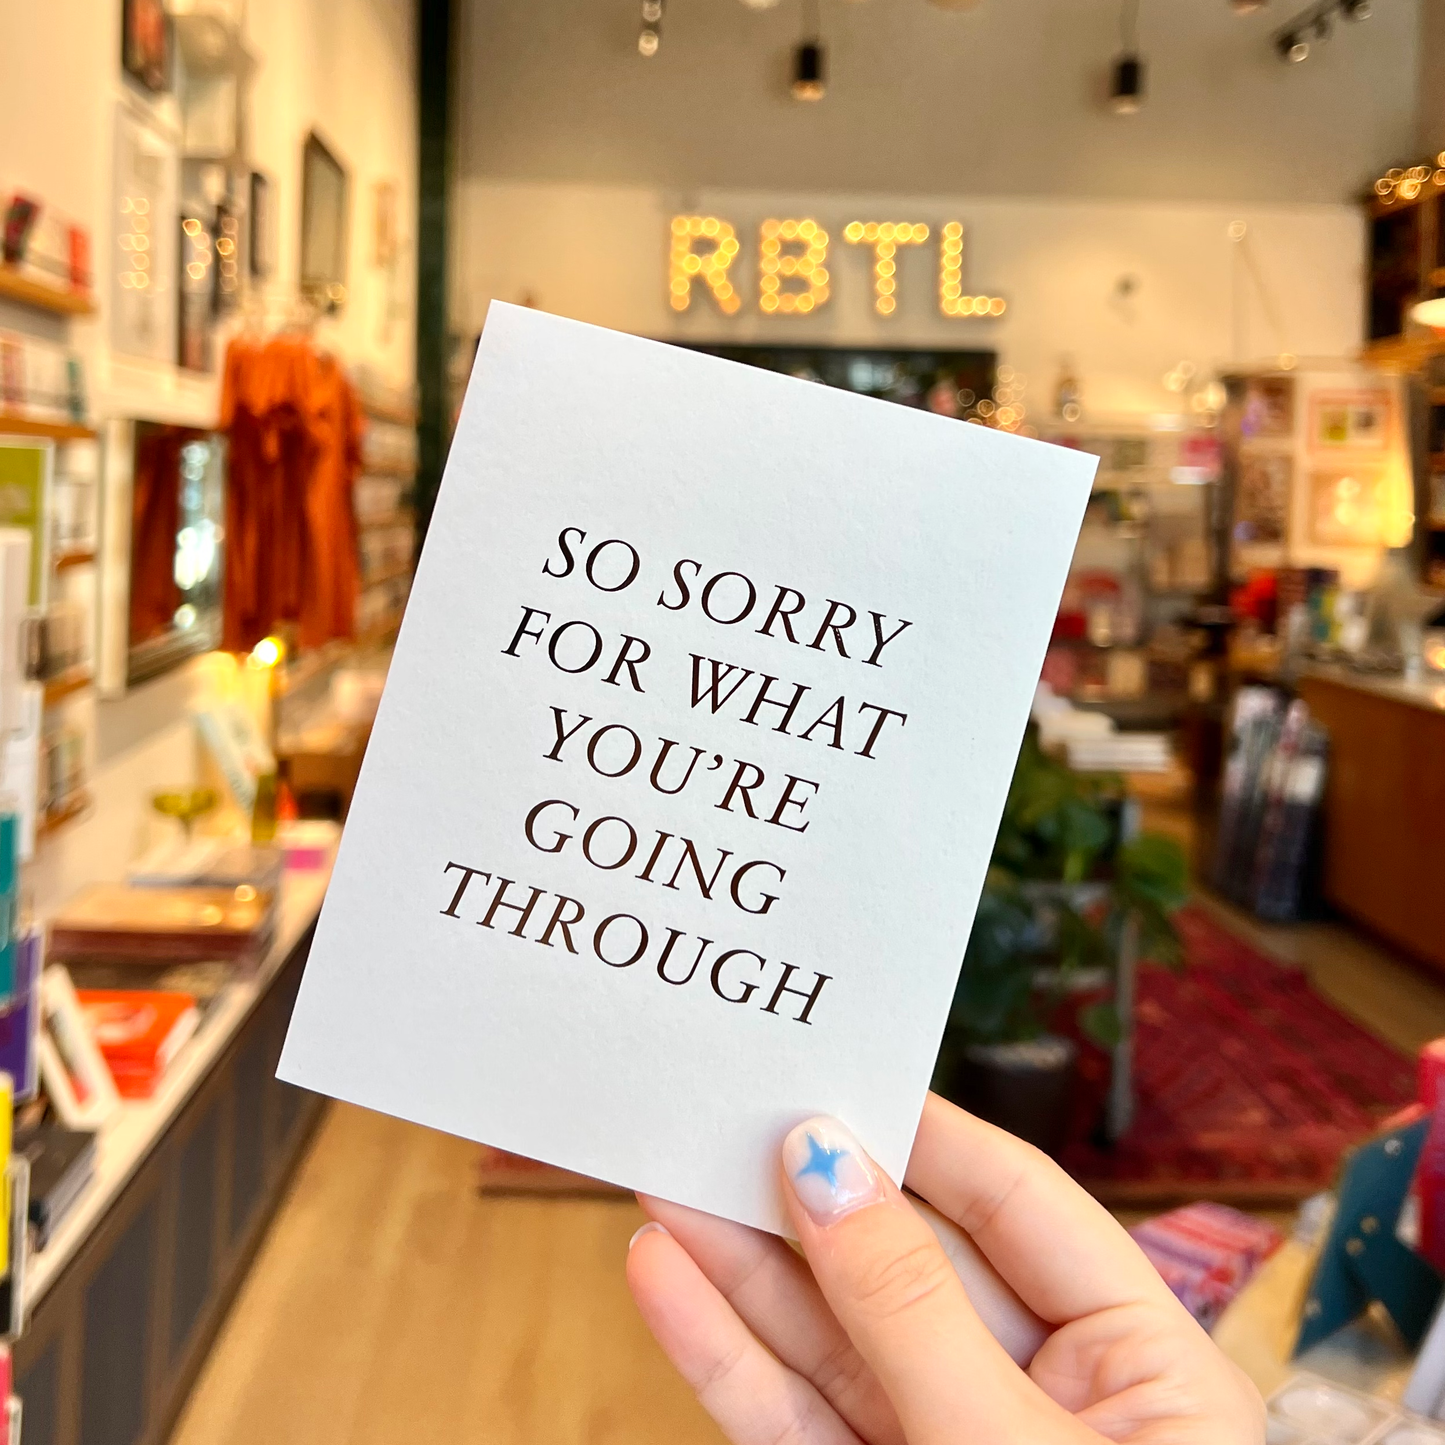 RBTL
SO SORRY
FOR WHAT
YOU’RE
GOING
THROUGH